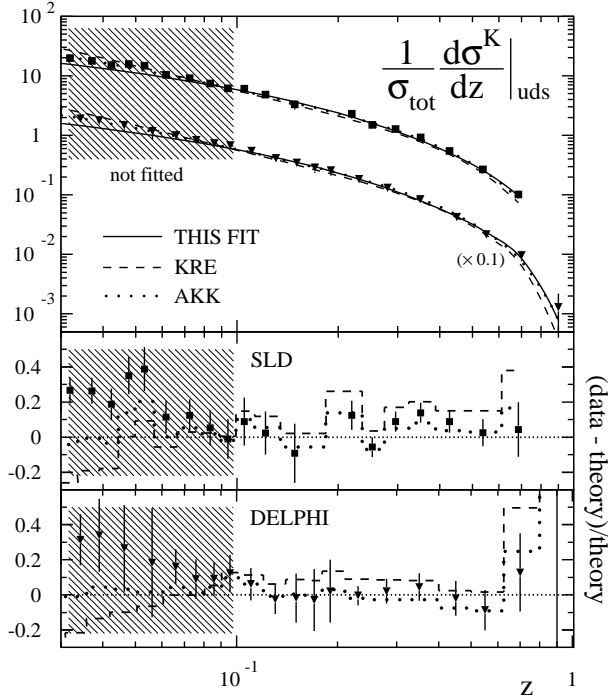 10²
1/σ_tot dσ^K/dz |_uds
10
1
not fitted
10⁻¹
THIS FIT
10⁻²
KRE
(× 0.1)
AKK
10⁻³
0.4
SLD
0.2
0
-0.2
0.4
DELPHI
0.2
0
-0.2
10⁻¹
z
1
(data - theory)/theory